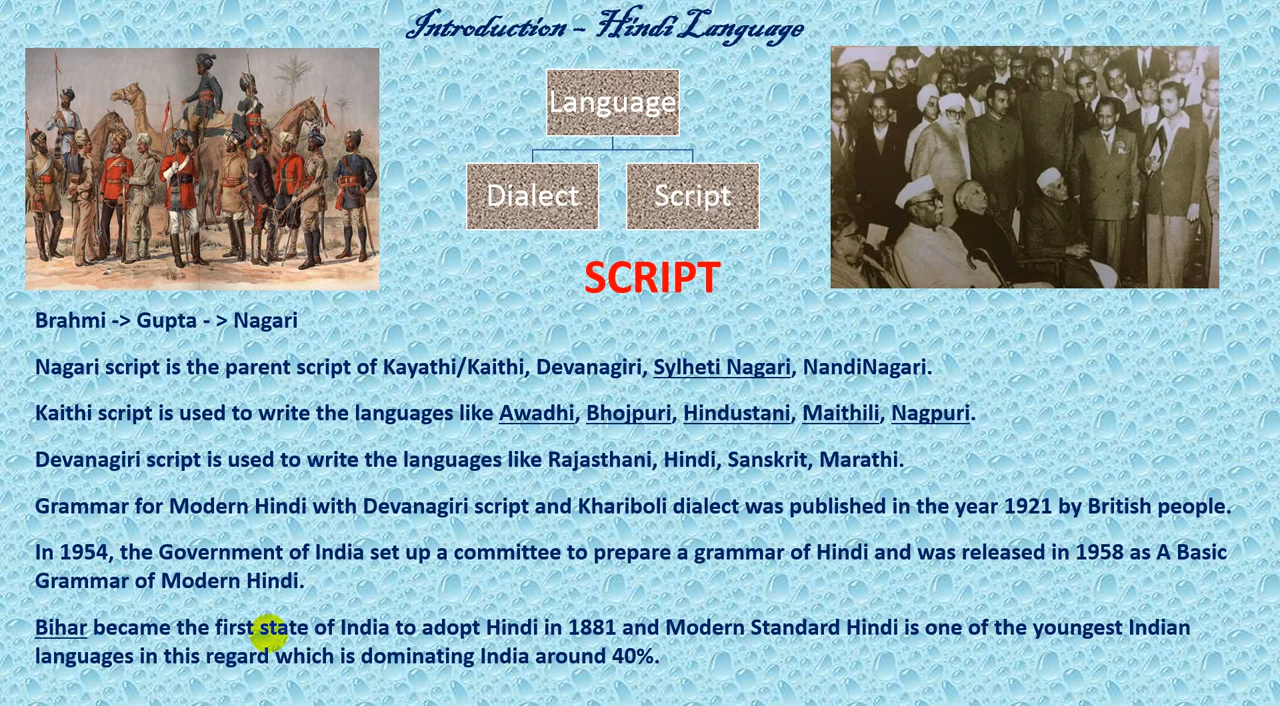 Introduction – Hindi Language
Language
Dialect
Script
SCRIPT
Brahmi -> Gupta - > Nagari
Nagari script is the parent script of Kayathi/Kaithi, Devanagiri, Sylheti Nagari, NandiNagari.
Kaithi script is used to write the languages like Awadhi, Bhojpuri, Hindustani, Maithili, Nagpuri.
Devanagiri script is used to write the languages like Rajasthani, Hindi, Sanskrit, Marathi.
Grammar for Modern Hindi with Devanagiri script and Khariboli dialect was published in the year 1921 by British people.
In 1954, the Government of India set up a committee to prepare a grammar of Hindi and was released in 1958 as A Basic
Grammar of Modern Hindi.
Bihar became the first state of India to adopt Hindi in 1881 and Modern Standard Hindi is one of the youngest Indian
languages in this regard which is dominating India around 40%.